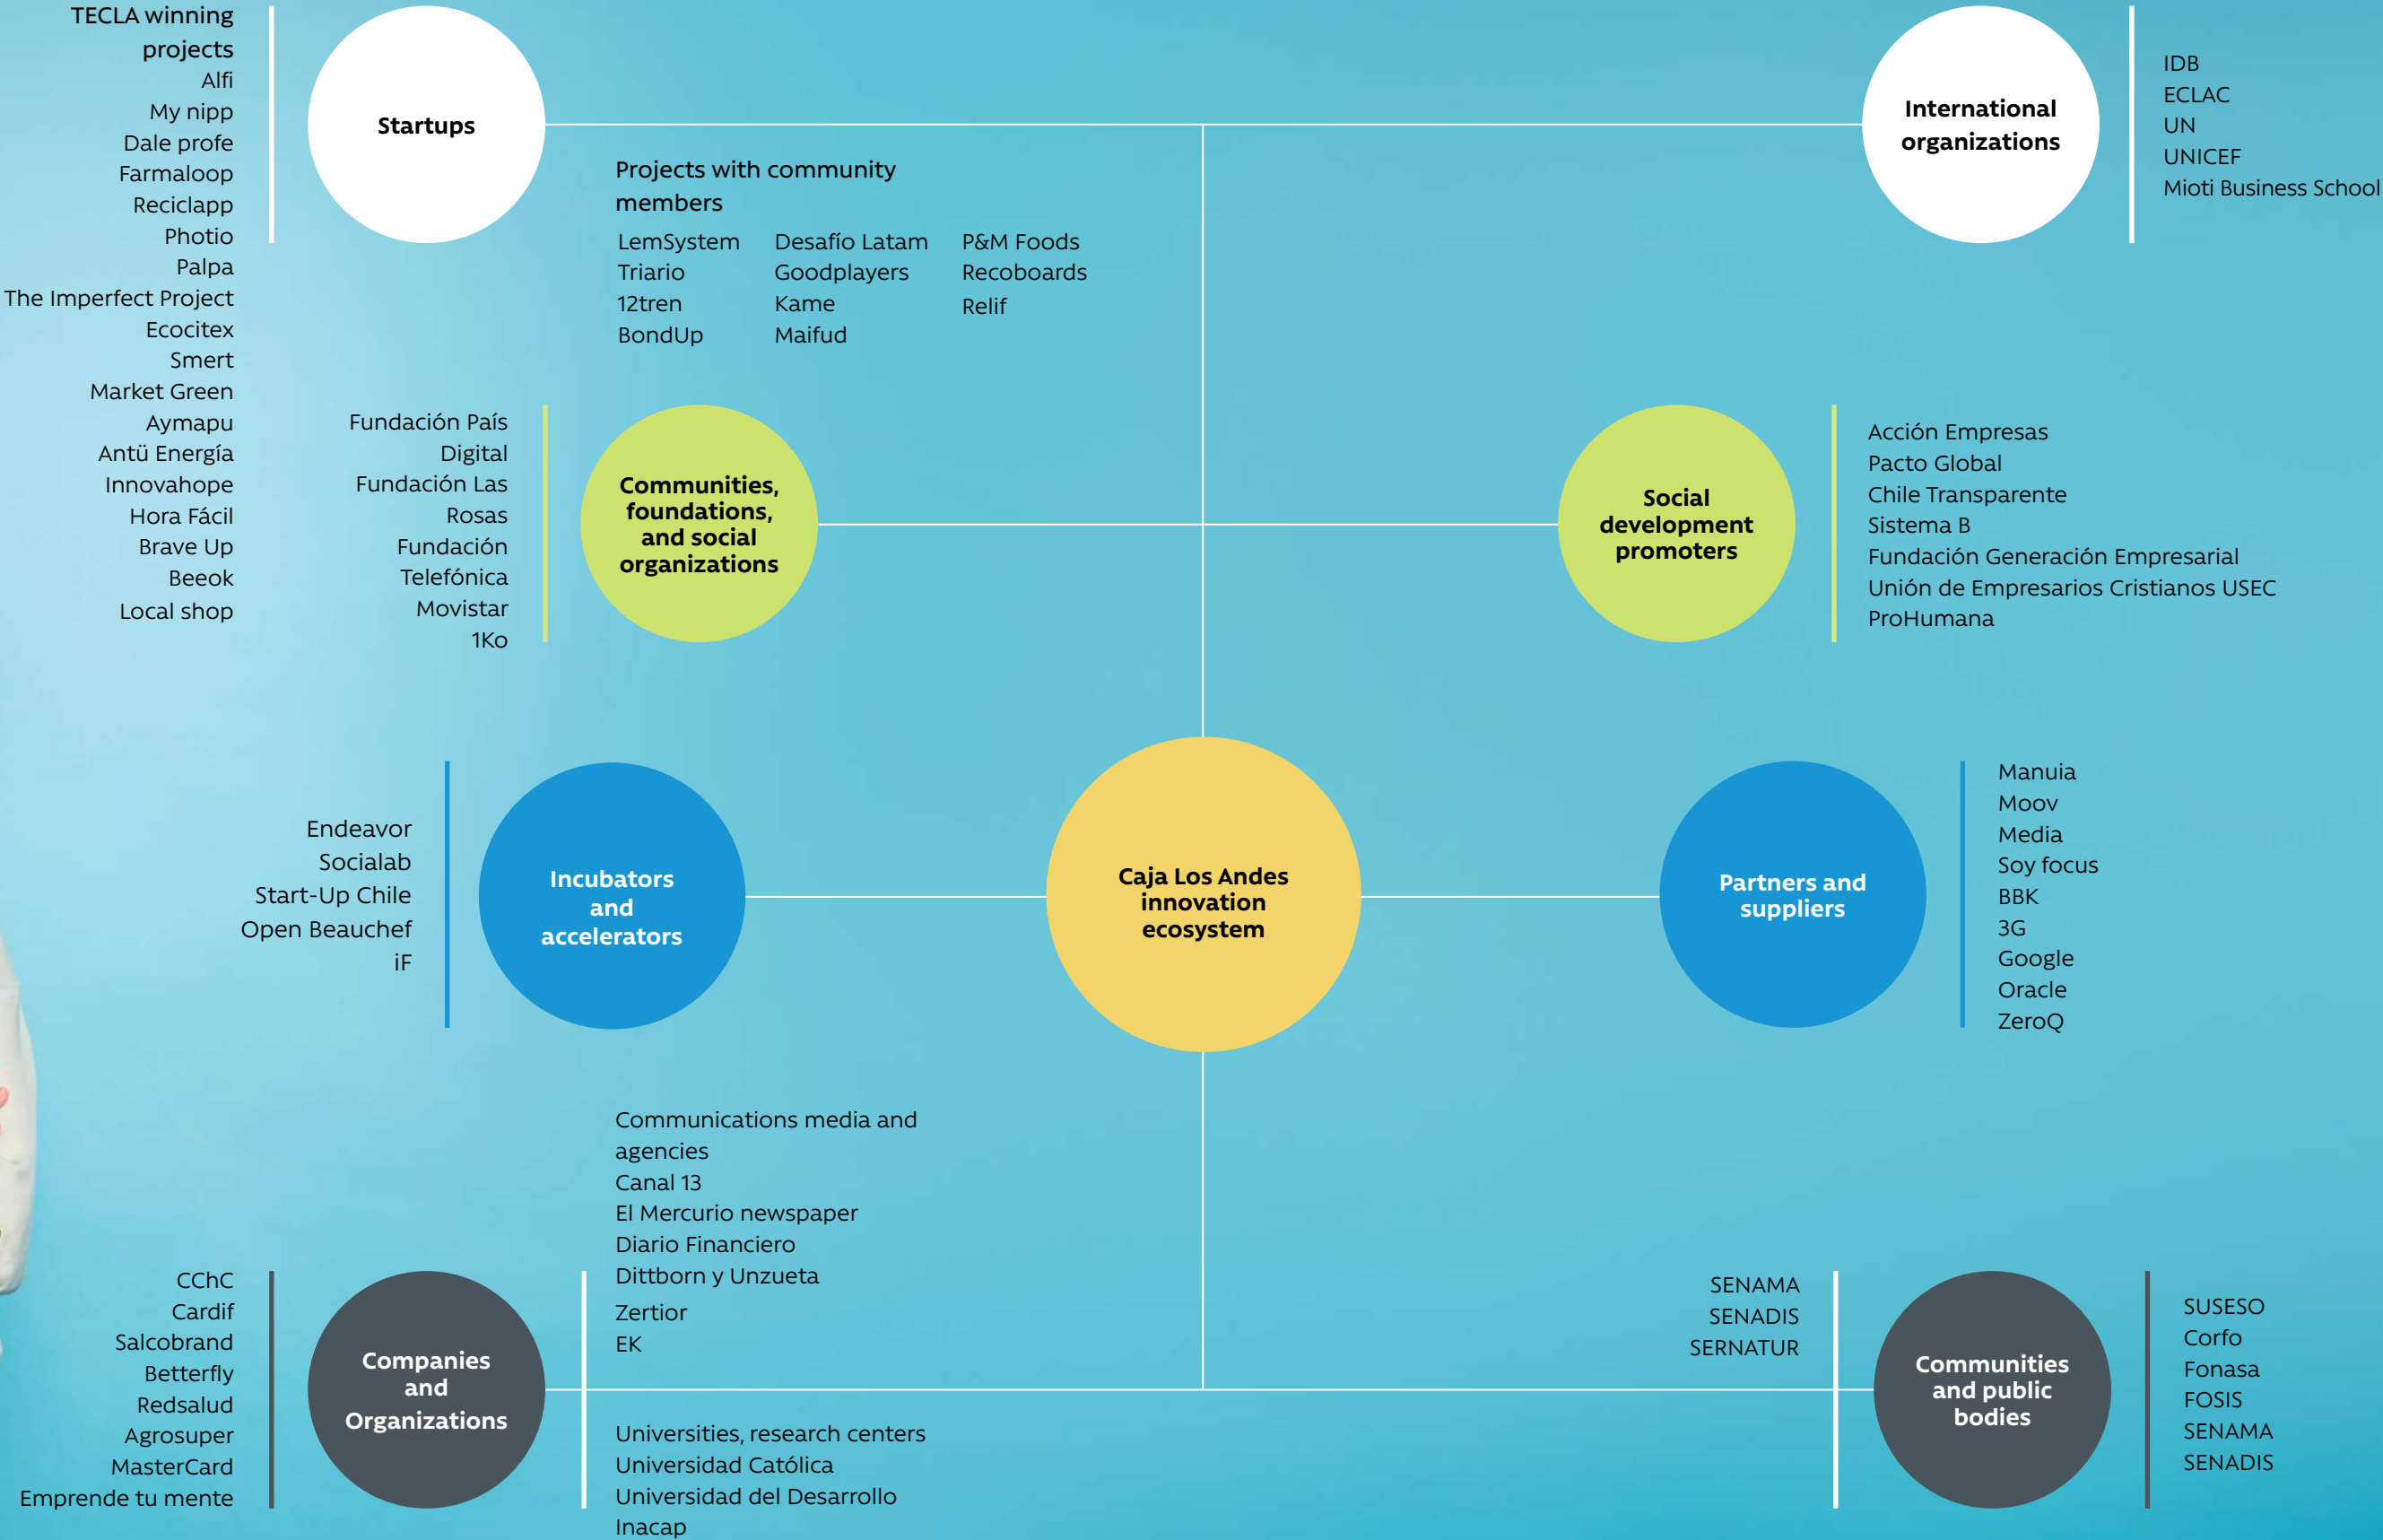 TECLA winning
projects
Alfi
My nipp
Dale profe
Farmaloop
Reciclapp
Photio
Palpa
The Imperfect Project
Ecocitex
Smert
Market Green
Aymapu
Antü Energía
Innovahope
Hora Fácil
Brave Up
Beeok
Local shop
Startups
Projects with community
members
LemSystem
Triario
12tren
BondUp
Desafío Latam
Goodplayers
Kame
Maifud
P&M Foods
Recoboards
Relif
International
organizations
IDB
ECLAC
UN
UNICEF
Mioti Business School
Fundación País
Digital
Fundación Las
Rosas
Fundación
Telefónica
Movistar
1Ko
Communities,
foundations,
and social
organizations
Social
development
promoters
Acción Empresas
Pacto Global
Chile Transparente
Sistema B
Fundación Generación Empresarial
Unión de Empresarios Cristianos USEC
ProHumana
Endeavor
Socialab
Start-Up Chile
Open Beauchef
iF
Incubators
and
accelerators
Caja Los Andes
innovation
ecosystem
Partners and
suppliers
Manuia
Moov
Media
Soy focus
BBK
3G
Google
Oracle
ZeroQ
CChC
Cardif
Salcobrand
Betterfly
Redsalud
Agrosuper
MasterCard
Emprende tu mente
Companies
and
Organizations
Communications media and
agencies
Canal 13
El Mercurio newspaper
Diario Financiero
Dittborn y Unzueta
Zertior
EK
Universities, research centers
Universidad Católica
Universidad del Desarrollo
Inacap
SENAMA
SENADIS
SERNATUR
Communities
and public
bodies
SUSESO
Corfo
Fonasa
FOSIS
SENAMA
SENADIS